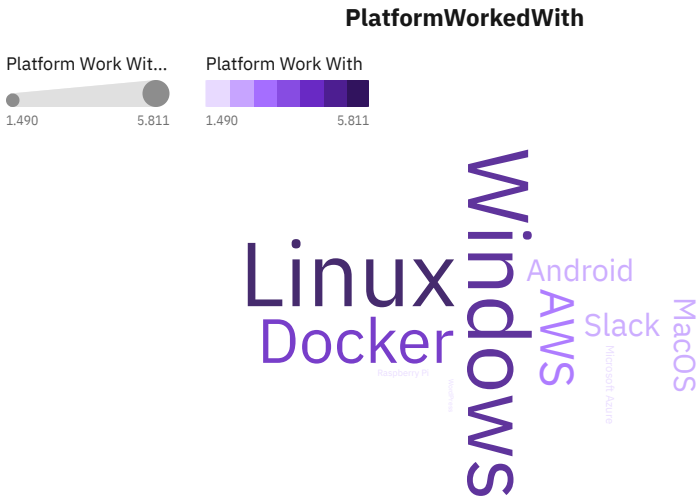 PlatformWorkedWith
Platform Work Wit...
Platform Work With
1.490
5.811
1.490
5.811
Windows
Linux
Android
AWS
Docker
Slack
MacOS
Raspberry Pi
Microsoft Azure
WordPress